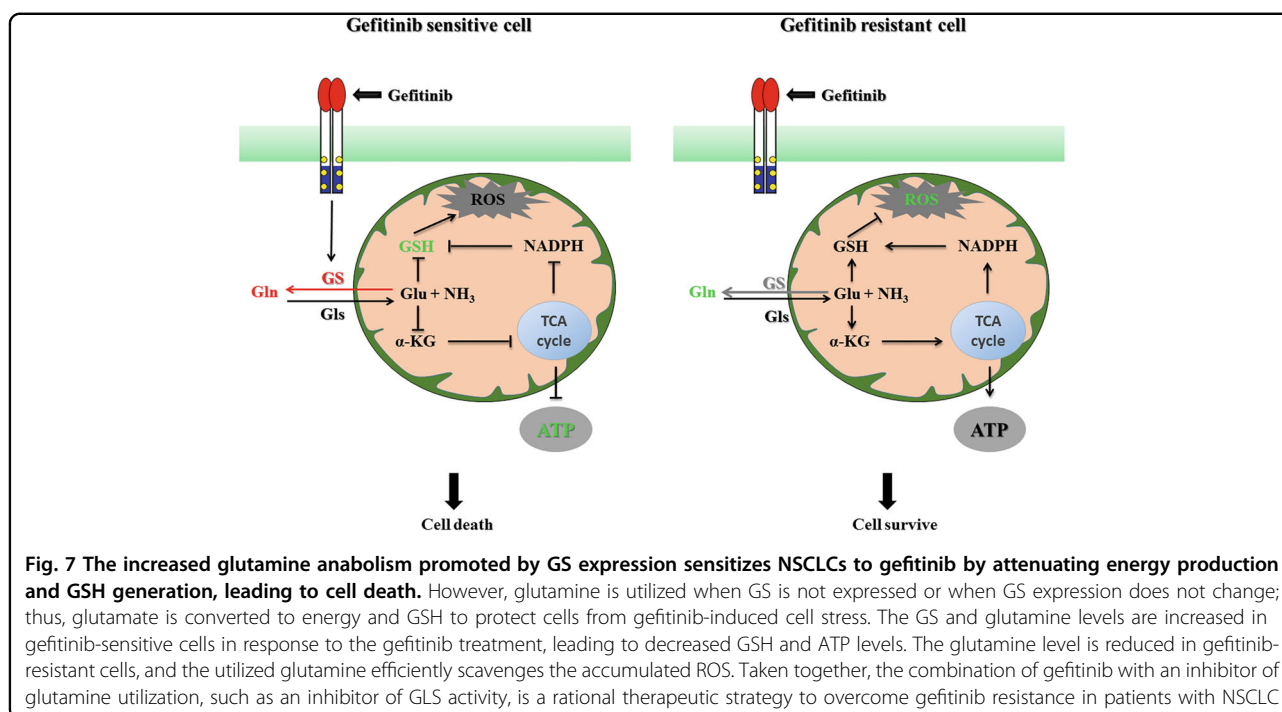 Gefitinib sensitive cell
Gefitinib
ROS
GSH
NADPH
GS
Gln
Glu + NH₃
Gls
α-KG
TCA
cycle
ATP
Cell death
Gefitinib resistant cell
Gefitinib
ROS
GSH
NADPH
GS
Gln
Glu + NH₃
Gls
α-KG
TCA
cycle
ATP
Cell survive
Fig. 7 The increased glutamine anabolism promoted by GS expression sensitizes NSCLCs to gefitinib by attenuating energy production
and GSH generation, leading to cell death. However, glutamine is utilized when GS is not expressed or when GS expression does not change;
thus, glutamate is converted to energy and GSH to protect cells from gefitinib-induced cell stress. The GS and glutamine levels are increased in
gefitinib-sensitive cells in response to the gefitinib treatment, leading to decreased GSH and ATP levels. The glutamine level is reduced in gefitinib-
resistant cells, and the utilized glutamine efficiently scavenges the accumulated ROS. Taken together, the combination of gefitinib with an inhibitor of
glutamine utilization, such as an inhibitor of GLS activity, is a rational therapeutic strategy to overcome gefitinib resistance in patients with NSCLC